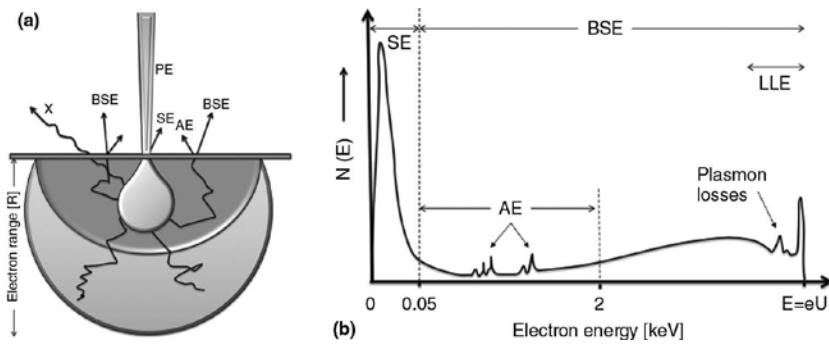 (a)
PE
X
BSE
SE
AE
BSE
Electron range [R]
SE
BSE
LLE
N (E)
Plasmon
losses
AE
0
0.05
2
E=eU
(b)
Electron energy [keV]